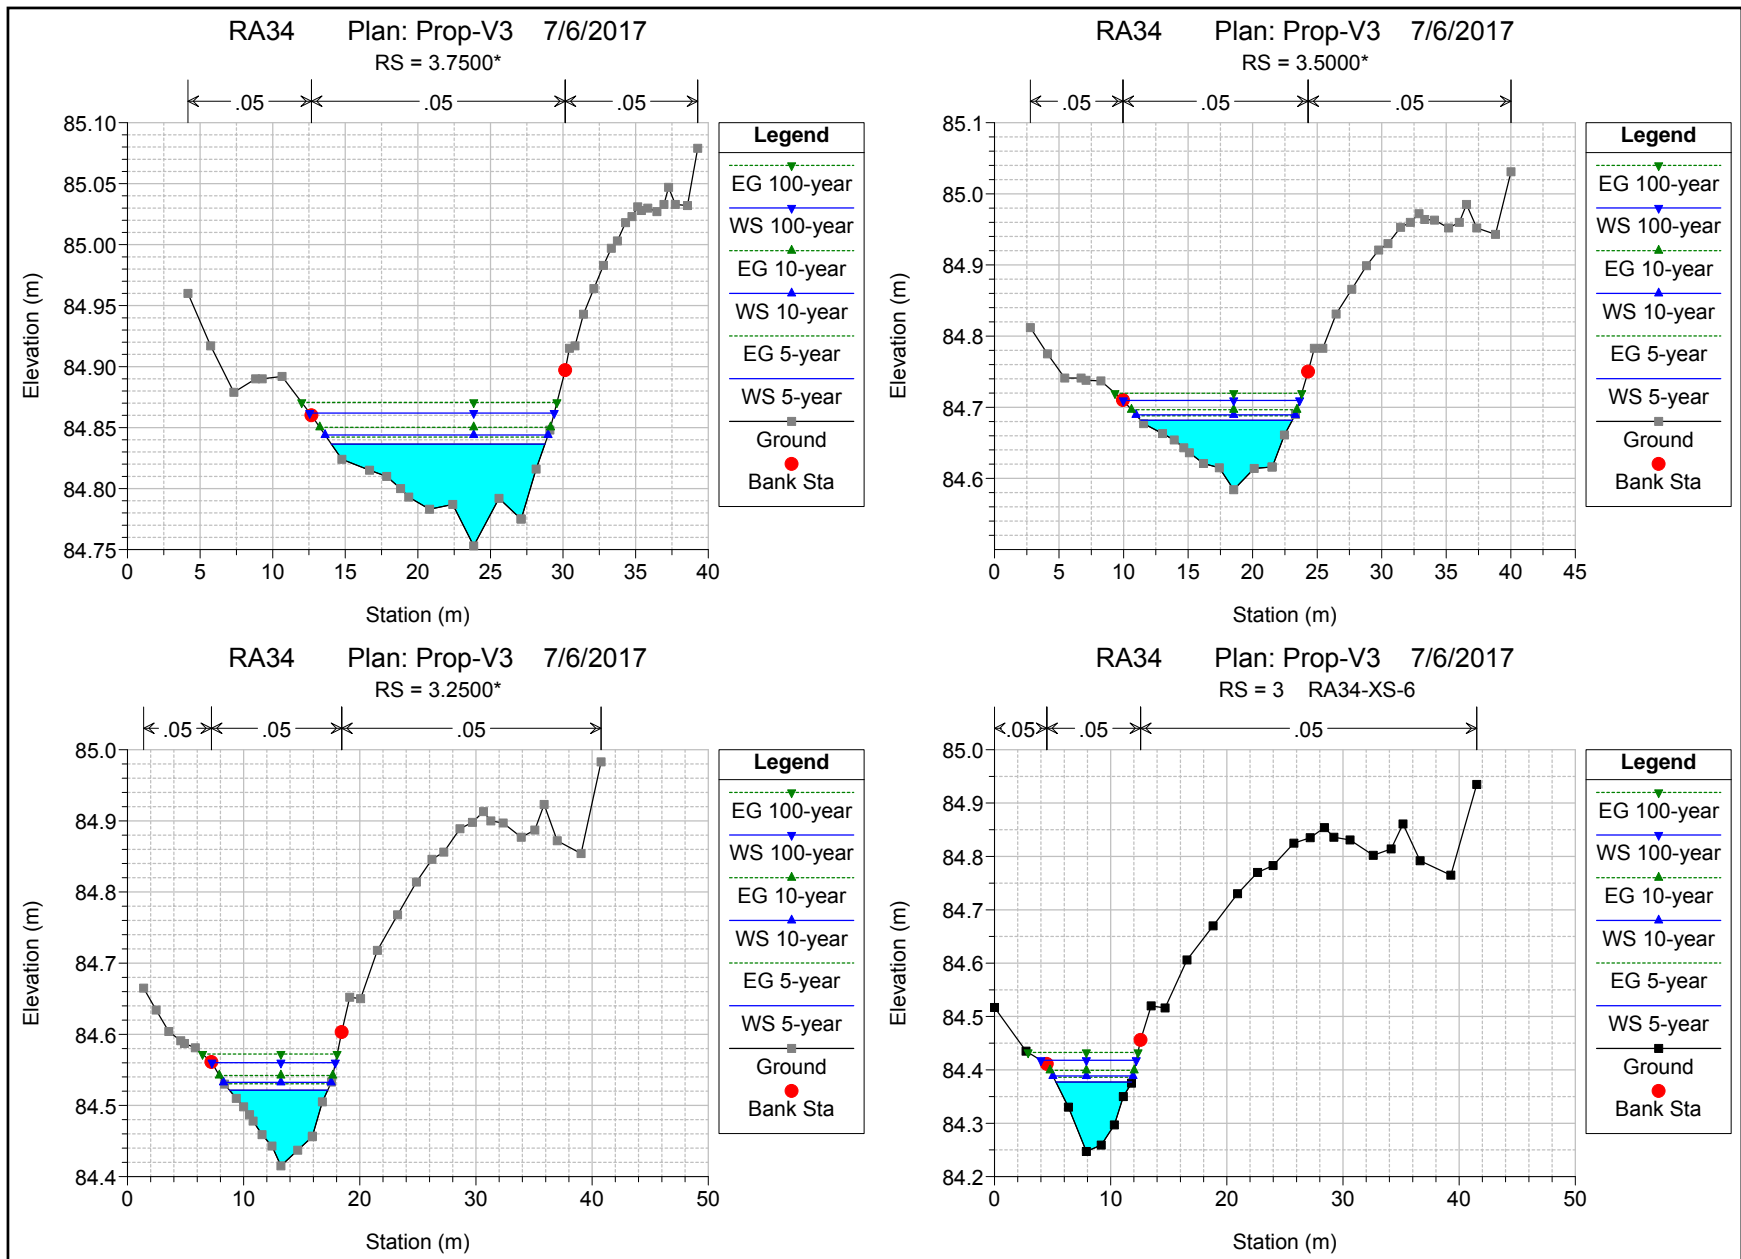 RA34 Plan: Prop-V3 7/6/2017
RS = 3.7500*
.05 .05 .05
85.10
85.05
85.00
84.95
84.90
84.85
84.80
84.75
0 5 10 15 20 25 30 35 40
Station (m)
Elevation (m)
Legend
EG 100-year
WS 100-year
EG 10-year
WS 10-year
EG 5-year
WS 5-year
Ground
Bank Sta
RA34 Plan: Prop-V3 7/6/2017
RS = 3.5000*
.05 .05 .05
85.1
85.0
84.9
84.8
84.7
84.6
0 5 10 15 20 25 30 35 40 45
Station (m)
Elevation (m)
Legend
EG 100-year
WS 100-year
EG 10-year
WS 10-year
EG 5-year
WS 5-year
Ground
Bank Sta
RA34 Plan: Prop-V3 7/6/2017
RS = 3.2500*
.05 .05 .05
85.0
84.9
84.8
84.7
84.6
84.5
84.4
0 10 20 30 40 50
Station (m)
Elevation (m)
Legend
EG 100-year
WS 100-year
EG 10-year
WS 10-year
EG 5-year
WS 5-year
Ground
Bank Sta
RA34 Plan: Prop-V3 7/6/2017
RS = 3 RA34-XS-6
.05 .05 .05
85.0
84.9
84.8
84.7
84.6
84.5
84.4
84.3
84.2
0 10 20 30 40 50
Station (m)
Elevation (m)
Legend
EG 100-year
WS 100-year
EG 10-year
WS 10-year
EG 5-year
WS 5-year
Ground
Bank Sta